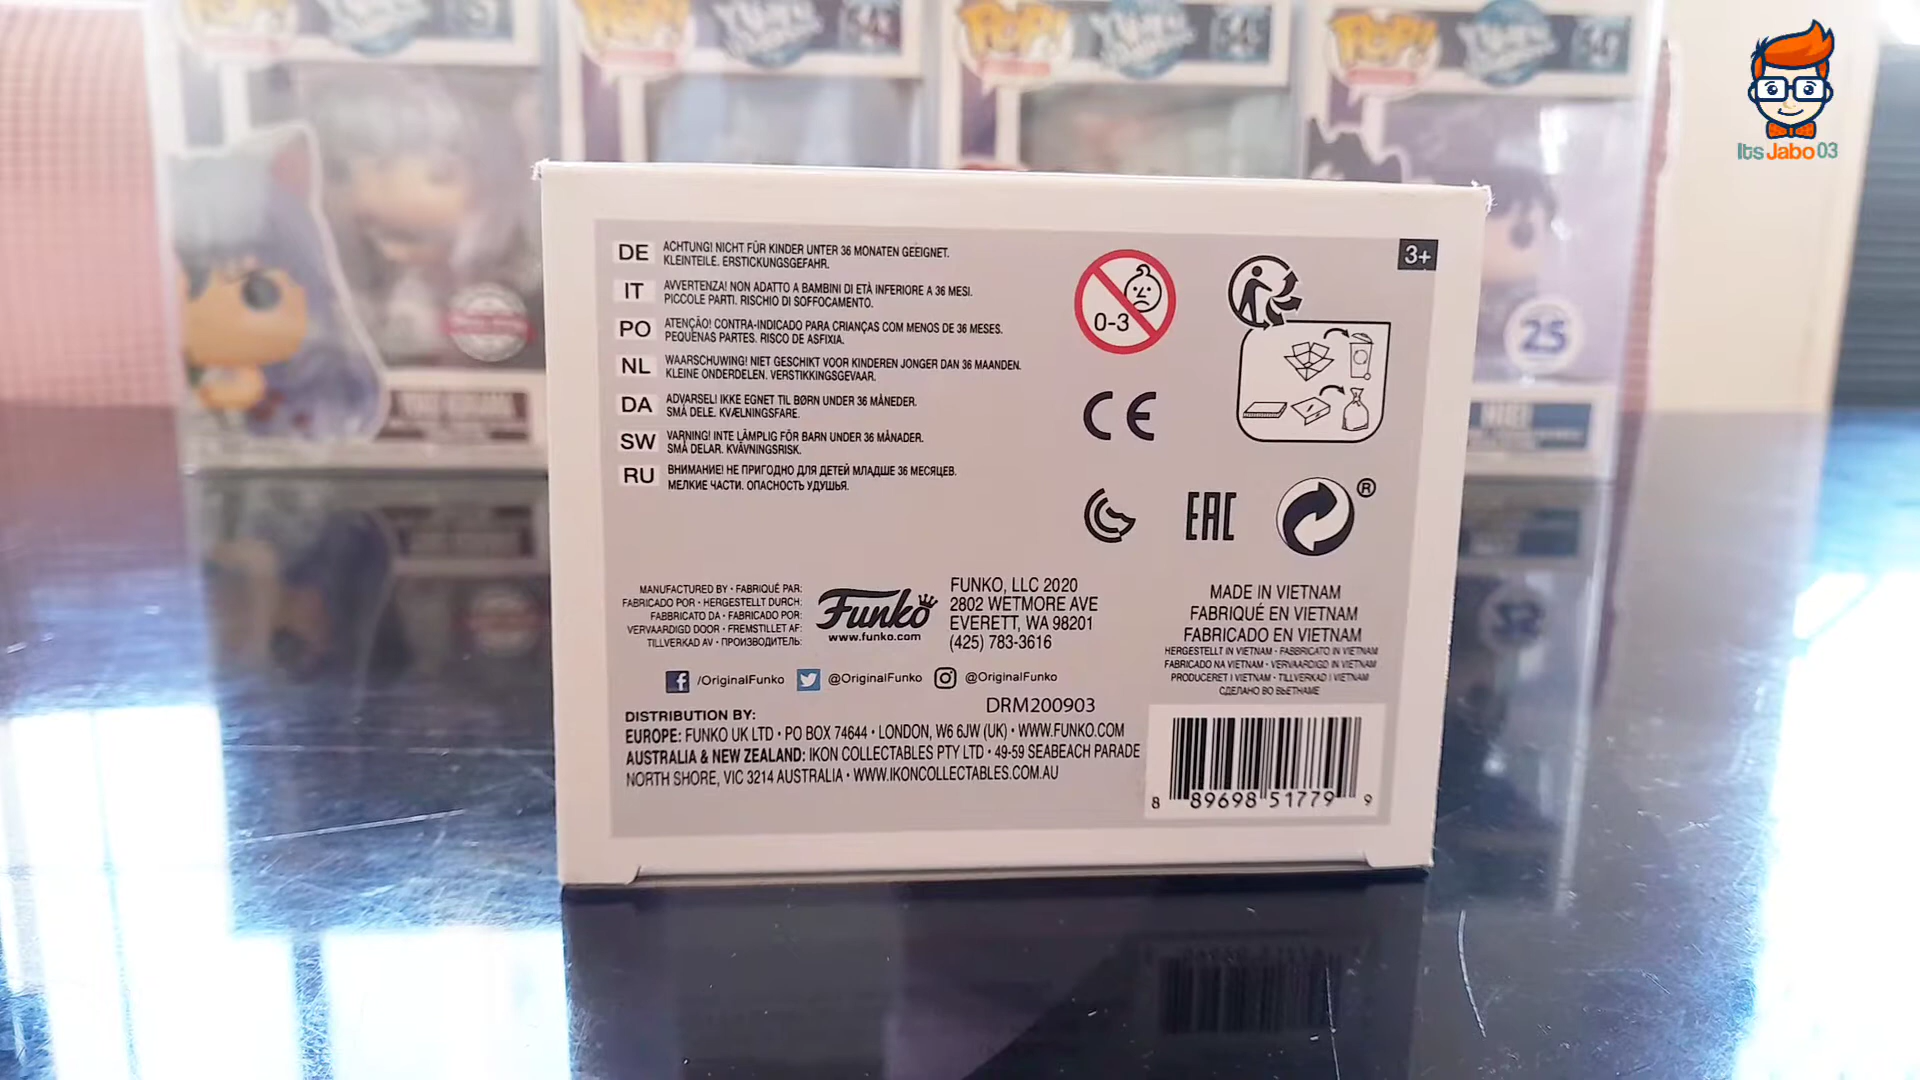 POP!
POP!
POP!
POP!
Its Jabo 03
25
DE ACHTUNG! NICHT FÜR KINDER UNTER 36 MONATEN GEEIGNET.
KLEINTEILE. ERSTICKUNGSGEFAHR.
IT AVVERTENZA! NON ADATTO A BAMBINI DI ETÀ INFERIORE A 36 MESI.
PICCOLE PARTI. RISCHIO DI SOFFOCAMENTO.
PO ATENÇÃO! CONTRA-INDICADO PARA CRIANÇAS COM MENOS DE 36 MESES.
PEQUENAS PARTES. RISCO DE ASFIXIA.
NL WAARSCHUWING! NIET GESCHIKT VOOR KINDEREN JONGER DAN 36 MAANDEN.
KLEINE ONDERDELEN. VERSTIKKINGSGEVAAR.
DA ADVARSEL! IKKE EGNET TIL BØRN UNDER 36 MÅNEDER.
SMÅ DELE. KVÆLNINGSFARE.
SW VARNING! INTE LÄMPLIG FÖR BARN UNDER 36 MÅNADER.
SMÅ DELAR. KVÄVNINGSRISK.
RU ВНИМАНИЕ! НЕ ПРИГОДНО ДЛЯ ДЕТЕЙ МЛАДШЕ 36 МЕСЯЦЕВ.
МЕЛКИЕ ЧАСТИ. ОПАСНОСТЬ УДУШЬЯ.
0-3
3+
CE
EAC
®
MANUFACTURED BY • FABRIQUÉ PAR:
FABRICADO POR • HERGESTELLT DURCH:
FABBRICATO DA • FABRICADO POR:
VERVAARDIGD DOOR • FREMSTILLET AF:
TILLVERKAD AV • ПРОИЗВОДИТЕЛЬ:
Funko
www.funko.com
FUNKO, LLC 2020
2802 WETMORE AVE
EVERETT, WA 98201
(425) 783-3616
MADE IN VIETNAM
FABRIQUÉ EN VIETNAM
FABRICADO EN VIETNAM
HERGESTELLT IN VIETNAM • FABBRICATO IN VIETNAM
FABRICADO NA VIETNAM • VERVAARDIGD IN VIETNAM
PRODUCERET I VIETNAM • TILLVERKAD I VIETNAM
СДЕЛАНО ВО ВЬЕТНАМЕ
/OriginalFunko @OriginalFunko @OriginalFunko
DRM200903
DISTRIBUTION BY:
EUROPE: FUNKO UK LTD • PO BOX 74644 • LONDON, W6 6JW (UK) • WWW.FUNKO.COM
AUSTRALIA & NEW ZEALAND: IKON COLLECTABLES PTY LTD • 49-59 SEABEACH PARADE
NORTH SHORE, VIC 3214 AUSTRALIA • WWW.IKONCOLLECTABLES.COM.AU
8 89698 51779 9